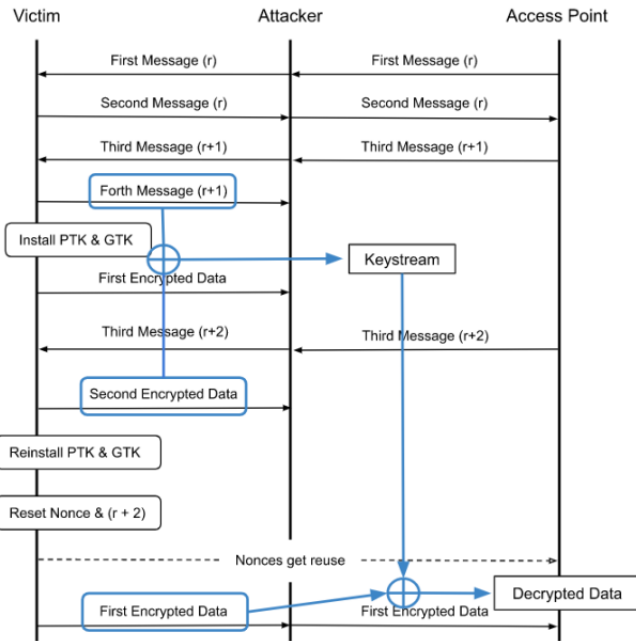 Victim
Attacker
Access Point
First Message (r)
First Message (r)
Second Message (r)
Second Message (r)
Third Message (r+1)
Third Message (r+1)
Forth Message (r+1)
Install PTK & GTK
Keystream
First Encrypted Data
Third Message (r+2)
Third Message (r+2)
Second Encrypted Data
Reinstall PTK & GTK
Reset Nonce & (r + 2)
Nonces get reuse
Decrypted Data
First Encrypted Data
First Encrypted Data